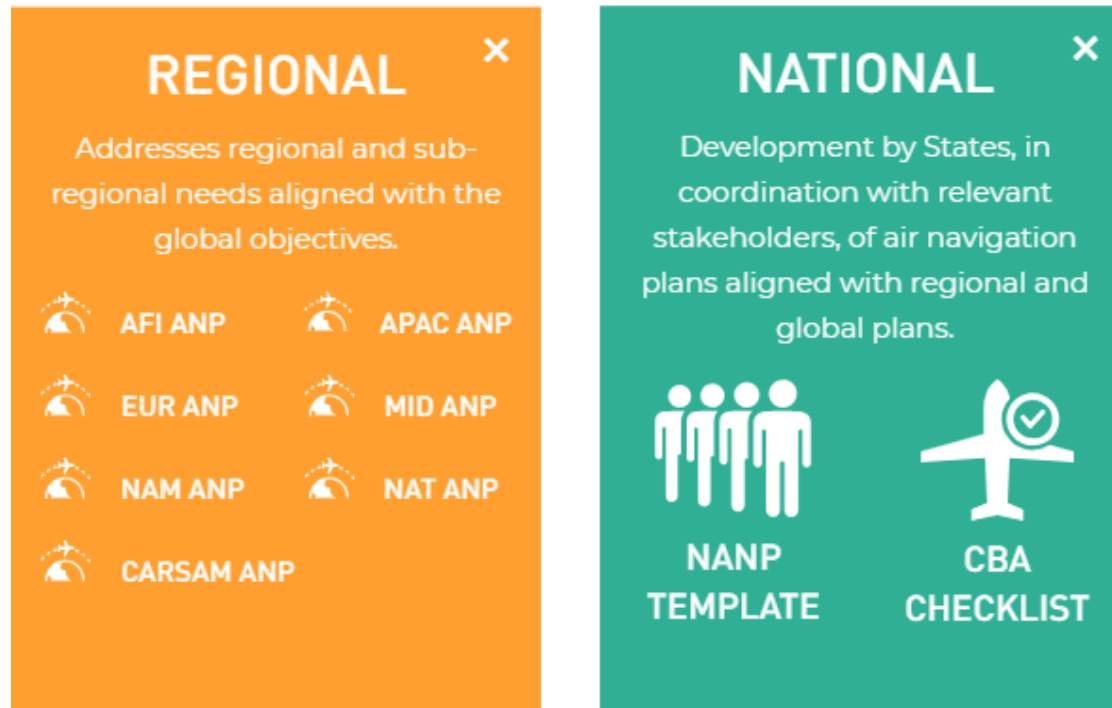 REGIONAL
×
Addresses regional and sub-
regional needs aligned with the
global objectives.
AFI ANP
APAC ANP
EUR ANP
MID ANP
NAM ANP
NAT ANP
CARSAM ANP
NATIONAL
×
Development by States, in
coordination with relevant
stakeholders, of air navigation
plans aligned with regional and
global plans.
NANP
TEMPLATE
CBA
CHECKLIST